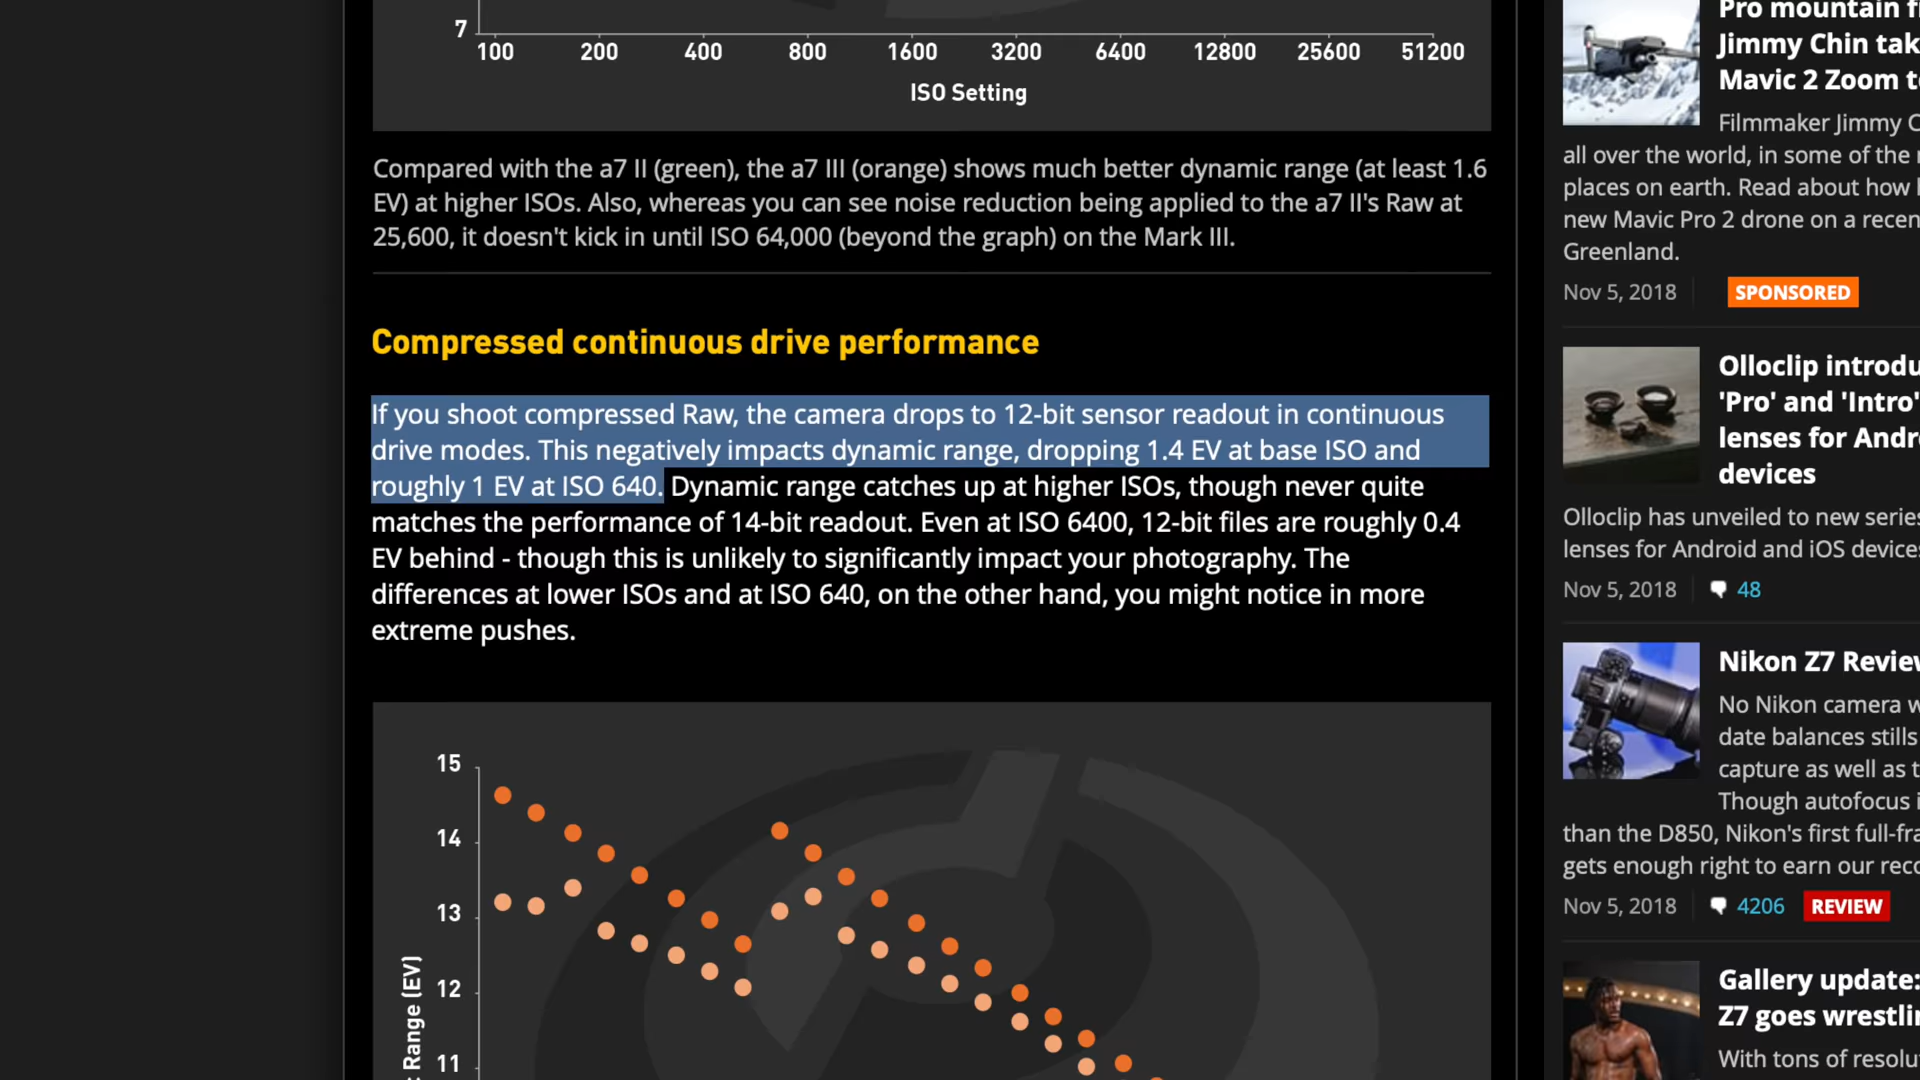 7
100 200 400 800 1600 3200 6400 12800 25600 51200
ISO Setting
Compared with the a7 II (green), the a7 III (orange) shows much better dynamic range (at least 1.6
EV) at higher ISOs. Also, whereas you can see noise reduction being applied to the a7 II's Raw at
25,600, it doesn't kick in until ISO 64,000 (beyond the graph) on the Mark III.
Compressed continuous drive performance
If you shoot compressed Raw, the camera drops to 12-bit sensor readout in continuous
drive modes. This negatively impacts dynamic range, dropping 1.4 EV at base ISO and
roughly 1 EV at ISO 640. Dynamic range catches up at higher ISOs, though never quite
matches the performance of 14-bit readout. Even at ISO 6400, 12-bit files are roughly 0.4
EV behind - though this is unlikely to significantly impact your photography. The
differences at lower ISOs and at ISO 640, on the other hand, you might notice in more
extreme pushes.
15
14
13
12
11
Range (EV)
Pro mountain
Jimmy Chin tak
Mavic 2 Zoom t
Filmmaker Jimmy C
all over the world, in some of the
places on earth. Read about how
new Mavic Pro 2 drone on a recen
Greenland.
Nov 5, 2018 SPONSORED
Olloclip introdu
'Pro' and 'Intro'
lenses for Andr
devices
Olloclip has unveiled to new series
lenses for Android and iOS devices
Nov 5, 2018 48
Nikon Z7 Review
No Nikon camera
date balances stills
capture as well as t
Though autofocus i
than the D850, Nikon's first full-fra
gets enough right to earn our reco
Nov 5, 2018 4206 REVIEW
Gallery update:
Z7 goes wrestlin
With tons of resolu